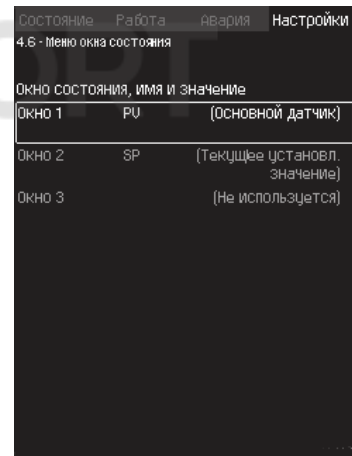 Состояние Работа Авария Настройки
4.6 - Меню окна состояния
Окно состояния, имя и значение
Окно 1 PV (Основной датчик)
Окно 2 SP (Текущее установл.
значение)
Окно 3 (Не используется)